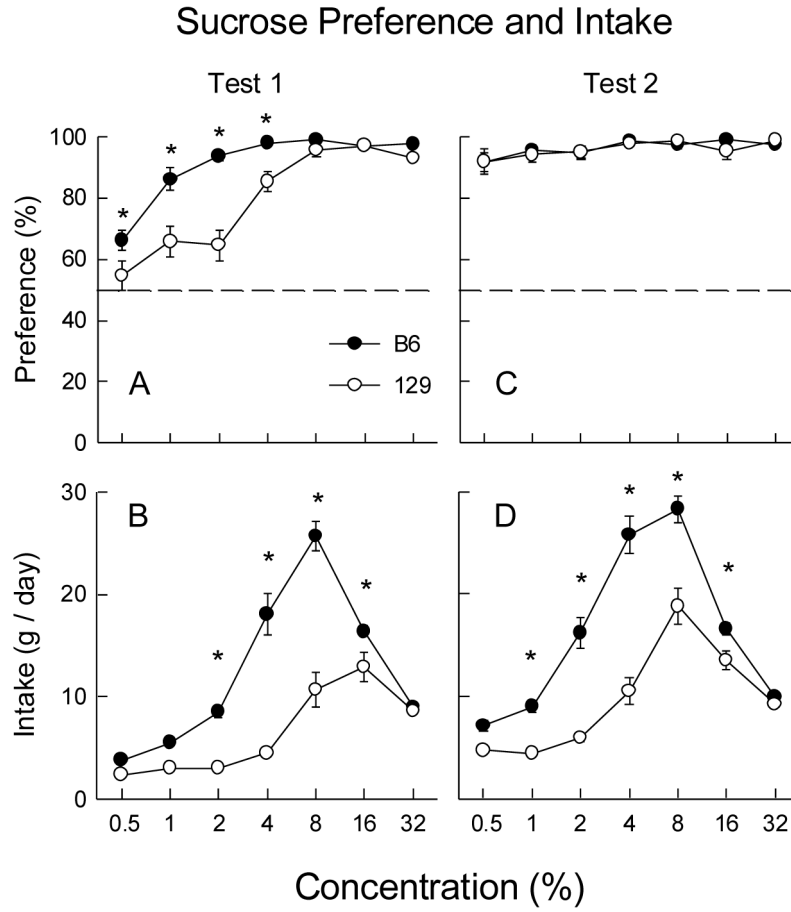 Sucrose Preference and Intake
Test 1
Test 2
Preference (%)
100
80
60
40
20
0
* * * *
A
B6
129
C
Intake (g / day)
30
20
10
0
B
* * * *
D
* * * * *
0.5 1 2 4 8 16 32
0.5 1 2 4 8 16 32
Concentration (%)